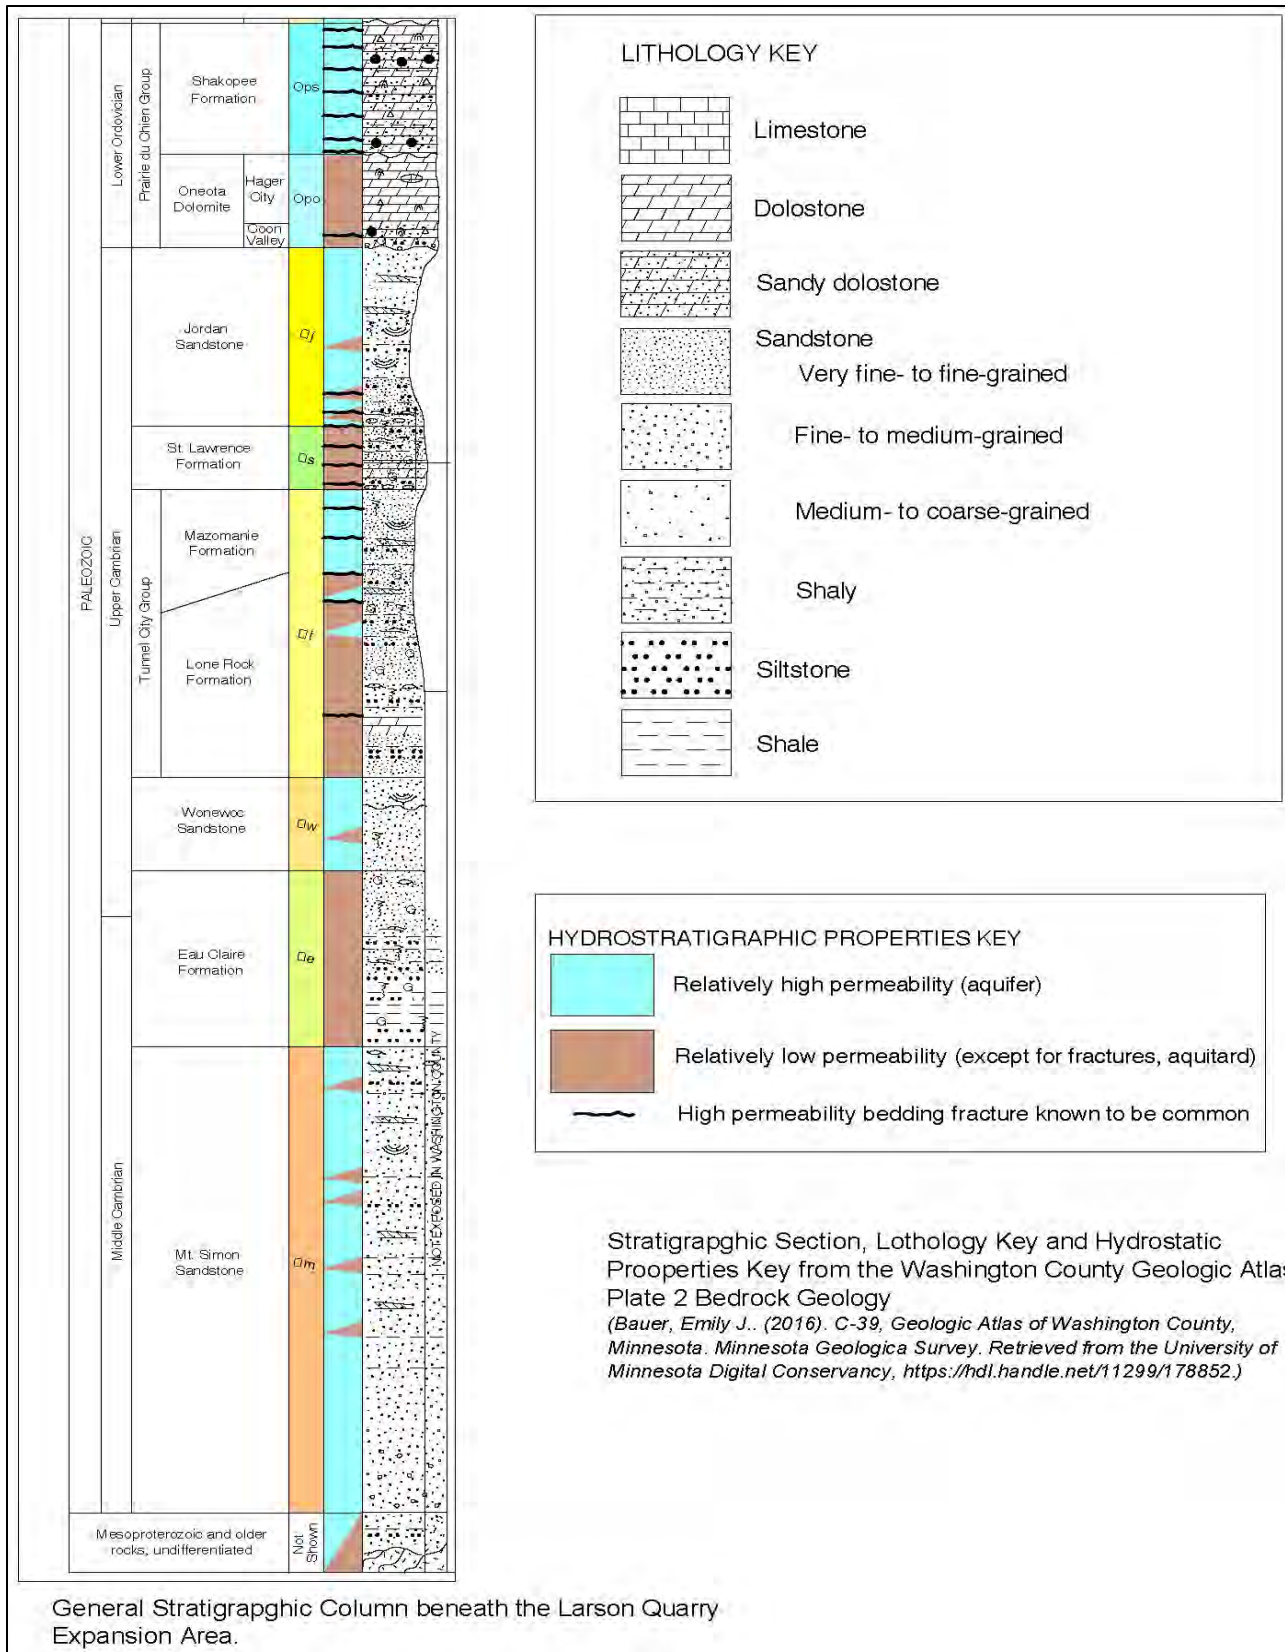 PALEOZOIC
Lower Ordovician
Prairie du Chien Group
Shakopee
Formation
Ops
Oneota
Dolomite
Hager
City
Coon
Valley
Opo
Upper Cambrian
Jordan
Sandstone
□j
St. Lawrence
Formation
□s
Tunnel City Group
Mazomanie
Formation
Lone Rock
Formation
□t
Wonewoc
Sandstone
□w
Eau Claire
Formation
□e
Middle Cambrian
Mt. Simon
Sandstone
□m
NOT EXPOSED IN WASHINGTON COUNTY
Mesoproterozoic and older
rocks, undifferentiated
Not
Shown
General Stratigrapghic Column beneath the Larson Quarry
Expansion Area.
LITHOLOGY KEY
Limestone
Dolostone
Sandy dolostone
Sandstone
Very fine- to fine-grained
Fine- to medium-grained
Medium- to coarse-grained
Shaly
Siltstone
Shale
HYDROSTRATIGRAPHIC PROPERTIES KEY
Relatively high permeability (aquifer)
Relatively low permeability (except for fractures, aquitard)
High permeability bedding fracture known to be common
Stratigrapghic Section, Lothology Key and Hydrostatic
Prooperties Key from the Washington County Geologic Atlas
Plate 2 Bedrock Geology
(Bauer, Emily J.. (2016). C-39, Geologic Atlas of Washington County,
Minnesota. Minnesota Geologica Survey. Retrieved from the University of
Minnesota Digital Conservancy, https://hdl.handle.net/11299/178852.)